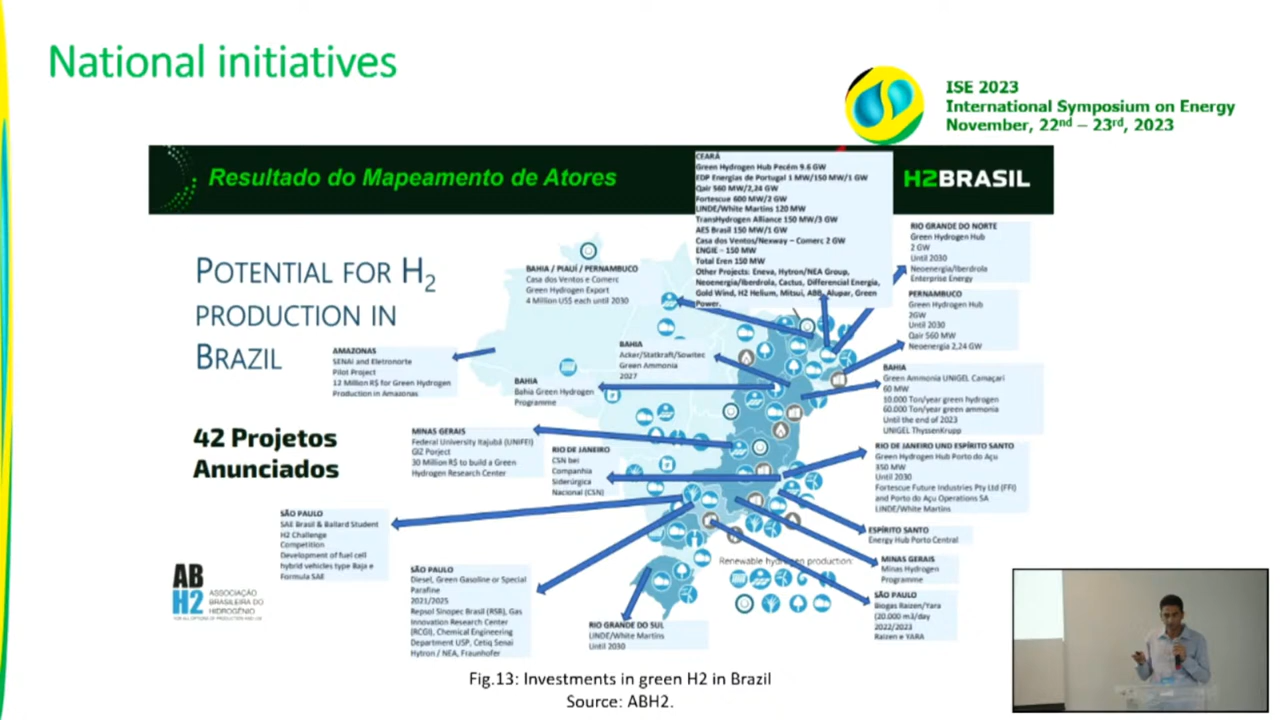 National initiatives
ISE 2023
International Symposium on Energy
November, 22nd – 23rd, 2023
Resultado do Mapeamento de Atores
H2BRASIL
CEARÁ
Green Hydrogen Hub Pecém 9.6 GW
EDP Energias de Portugal 1 MW/150 MW/1 GW
Qair 560 MW/2,24 GW
Fortescue 600 MW/2 GW
LINDE/White Martins 120 MW
TransHydrogen Alliance 150 MW/3 GW
AES Brasil 150 MW/1 GW
Casa dos Ventos/Nexway – Comerc 2 GW
ENGIE – 150 MW
Total Eren 150 MW
Other Projects: Eneva, Hytron/NEA Group,
Neoenergia/Iberdrola, Cactus, Differencial Energia,
Gold Wind, H2 Helium, Mitsui, ABB, Alupar, Green
Power.
POTENTIAL FOR H2
PRODUCTION IN
BRAZIL
42 Projetos
Anunciados
BAHIA / PIAUÍ / PERNAMBUCO
Casa dos Ventos e Comerc
Green Hydrogen Export
4 Million US$ each until 2030
RIO GRANDE DO NORTE
Green Hydrogen Hub
2 GW
Until 2030
Neoenergia/Iberdrola
Enterprise Energy
PERNAMBUCO
Green Hydrogen Hub
2GW
Until 2030
Qair 560 MW
Neoenergia 2,24 GW
AMAZONAS
SENAI and Eletronorte
Pilot Project
12 Million R$ for Green Hydrogen
Production in Amazonas
BAHIA
Acker/Statkraft/Sowitec
Green Ammonia
2027
BAHIA
Bahia Green Hydrogen
Programme
BAHIA
Green Ammonia UNIGEL Camaçari
60 MW
10.000 Ton/year green hydrogen
60.000 Ton/year green ammonia
Until the end of 2023
UNIGEL ThyssenKrupp
MINAS GERAIS
Federal University Itajubá (UNIFEI)
GIZ Porject
30 Million R$ to build a Green
Hydrogen Research Center
RIO DE JANEIRO
CSN bei
Companhia
Siderúrgica
Nacional (CSN)
RIO DE JANEIRO UND ESPÍRITO SANTO
Green Hydrogen Hub Porto do Açu
350 MW
Until 2030
Fortescue Future Industries Pty Ltd (FFI)
and Porto do Açu Operations SA
LINDE/White Martins
SÃO PAULO
SAE Brasil & Ballard Student
H2 Challenge
Competition
Development of fuel cell
hybrid vehicles type Baja e
Formula SAE
ESPÍRITO SANTO
Energy Hub Porto Central
MINAS GERAIS
Minas Hydrogen
Programme
SÃO PAULO
Diesel, Green Gasoline or Special
Parafine
2021/2025
Repsol Sinopec Brasil (RSB), Gas
Innovation Research Center
(RCGI), Chemical Engineering
Department USP, Cetiq Senai
Hytron / NEA, Fraunhofer
SÃO PAULO
Biogas Raizen/Yara
(20.000 m3/day
2022/2023
Raizen e YARA
RIO GRANDE DO SUL
LINDE/White Martins
Until 2030
Renewable hydrogen production:
AB
H2
ASSOCIAÇÃO
BRASILEIRA DO
HIDROGÊNIO
Fig.13: Investments in green H2 in Brazil
Source: ABH2.